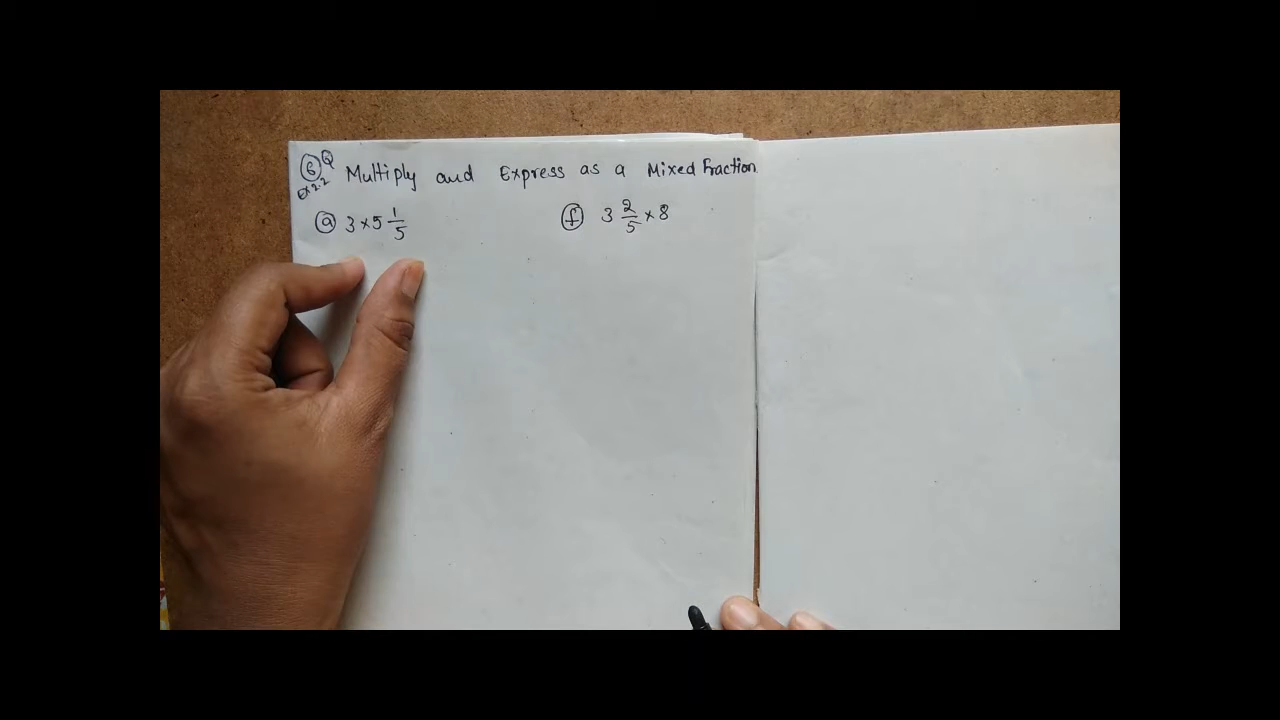 6 Q Multiply and Express as a Mixed Fraction
Ex 2.2
a 3 × 5 1/5
f 3 2/5 × 8